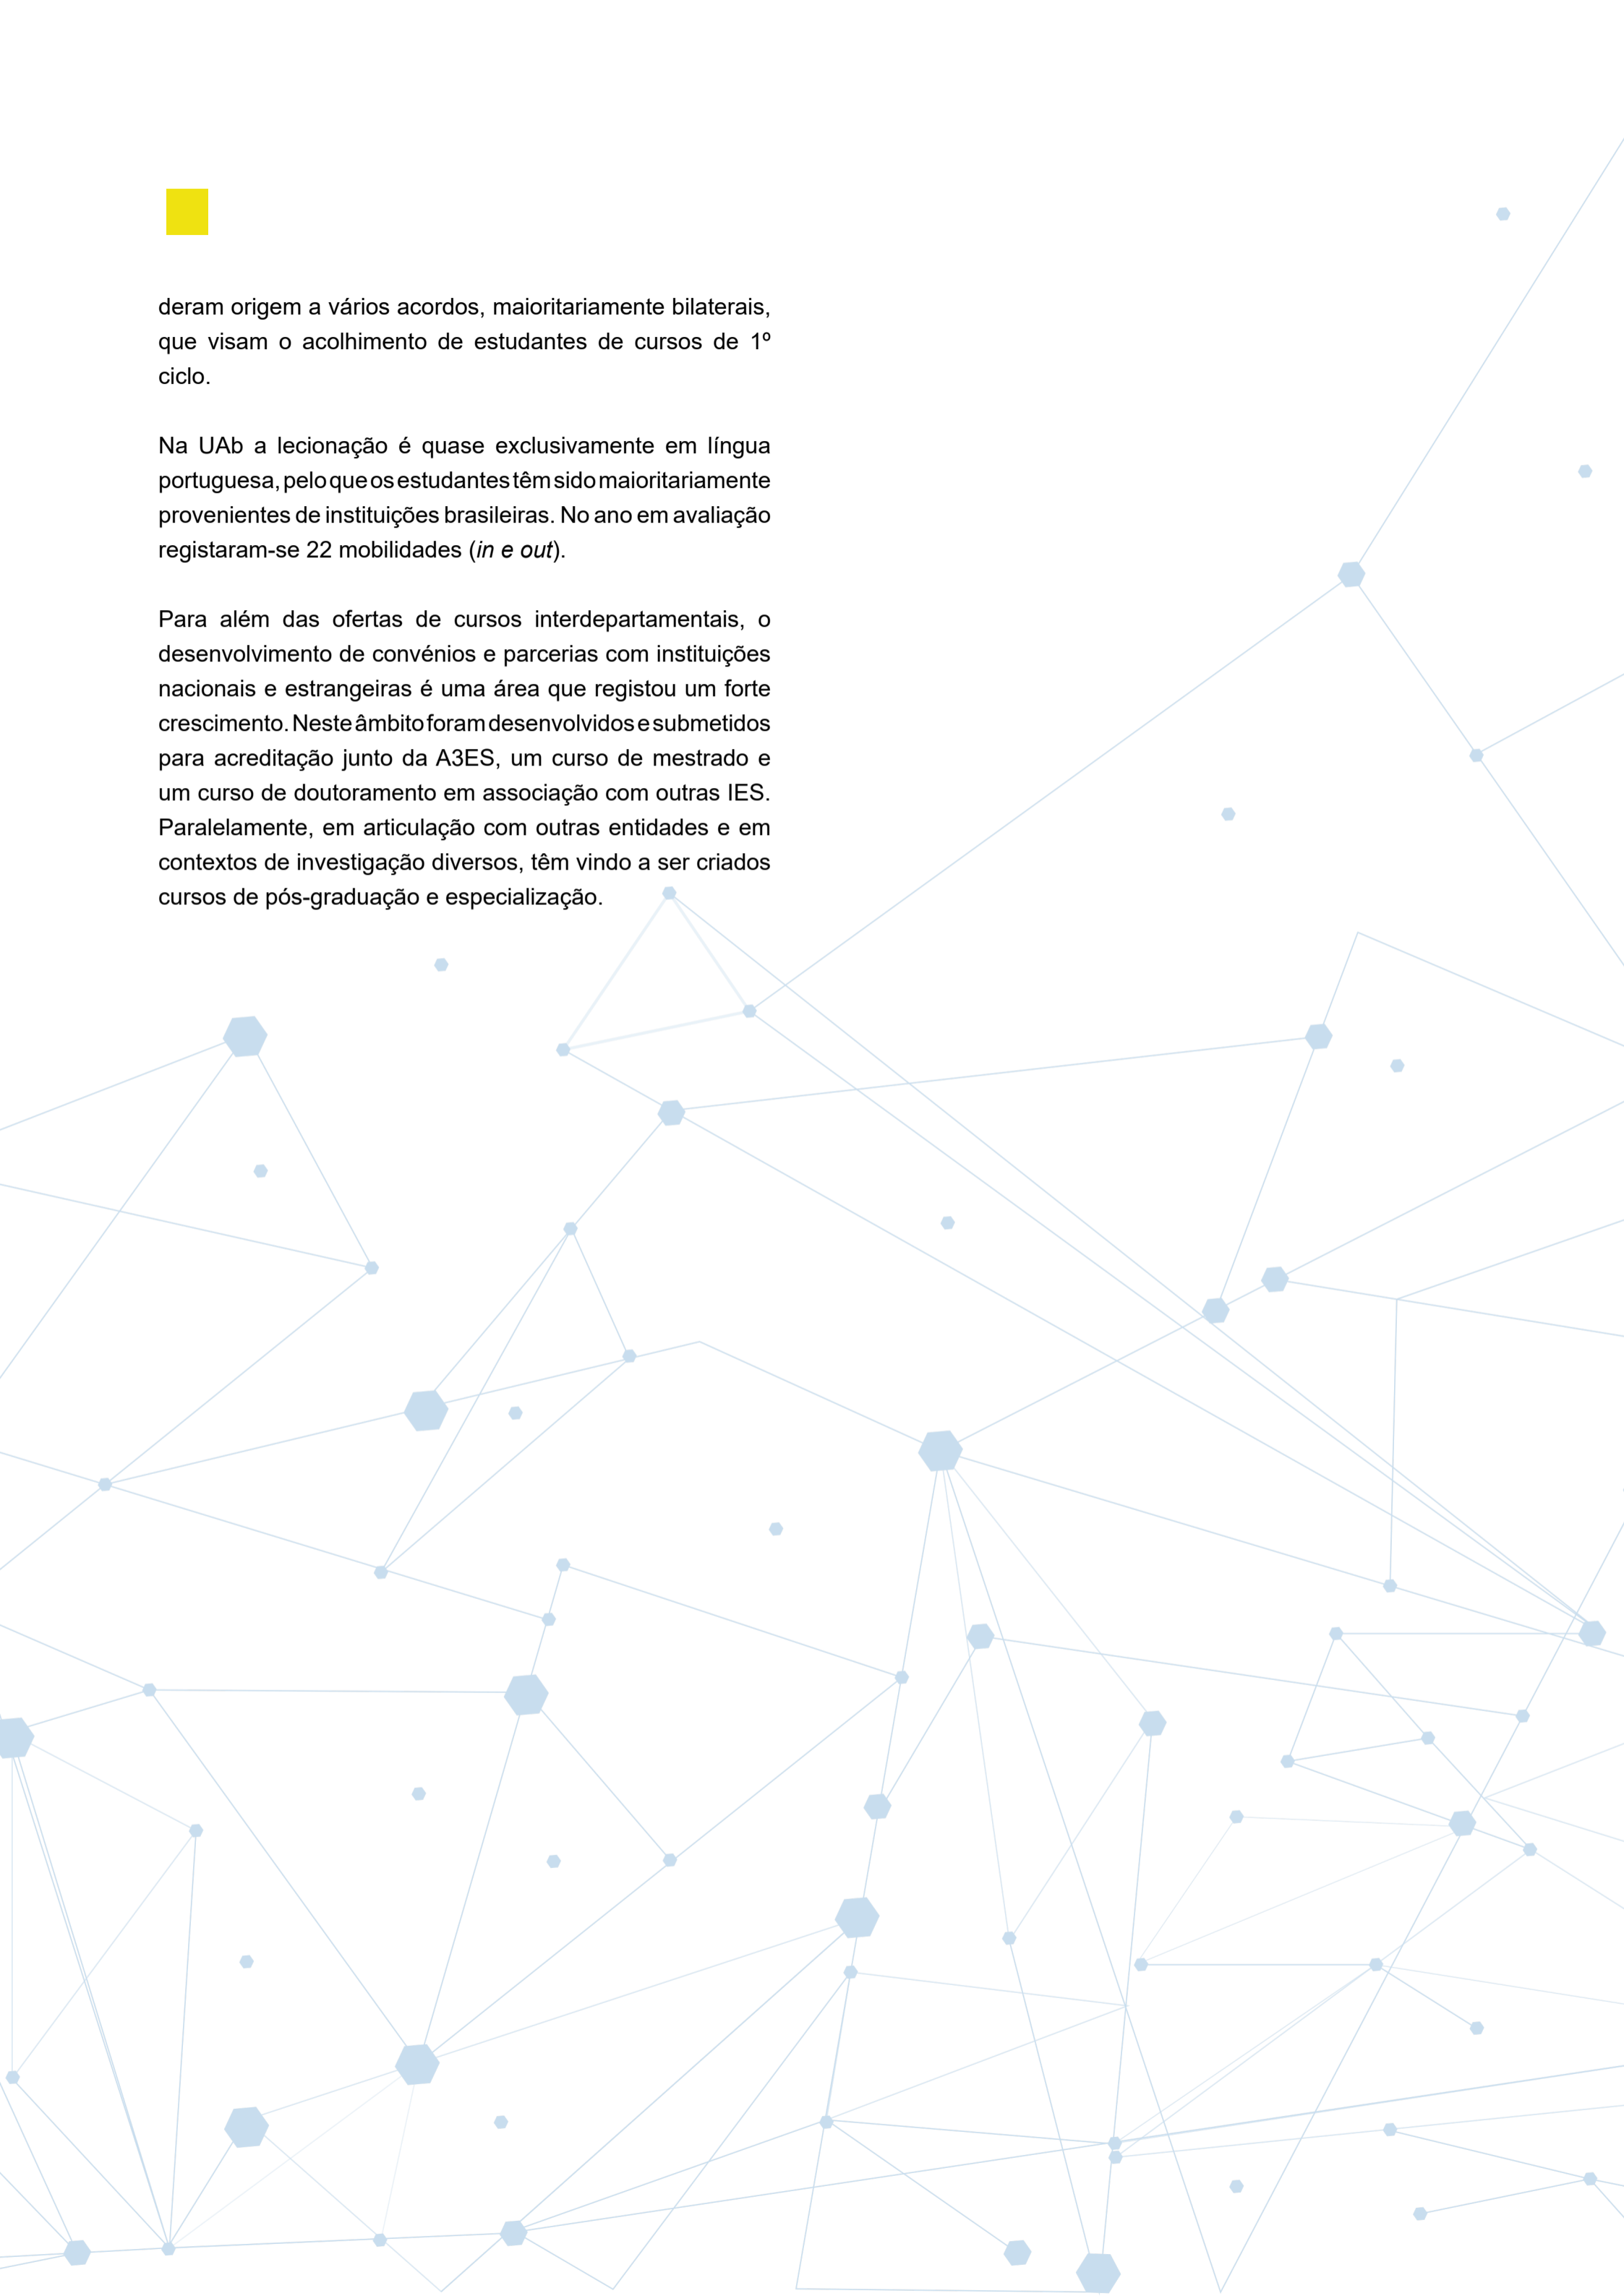 deram origem a vários acordos, maioritariamente bilaterais,
que visam o acolhimento de estudantes de cursos de 1º
ciclo.
Na UAb a lecionação é quase exclusivamente em língua
portuguesa, pelo que os estudantes têm sido maioritariamente
provenientes de instituições brasileiras. No ano em avaliação
registaram-se 22 mobilidades (in e out).
Para além das ofertas de cursos interdepartamentais, o
desenvolvimento de convénios e parcerias com instituições
nacionais e estrangeiras é uma área que registou um forte
crescimento. Neste âmbito foram desenvolvidos e submetidos
para acreditação junto da A3ES, um curso de mestrado e
um curso de doutoramento em associação com outras IES.
Paralelamente, em articulação com outras entidades e em
contextos de investigação diversos, têm vindo a ser criados
cursos de pós-graduação e especialização.